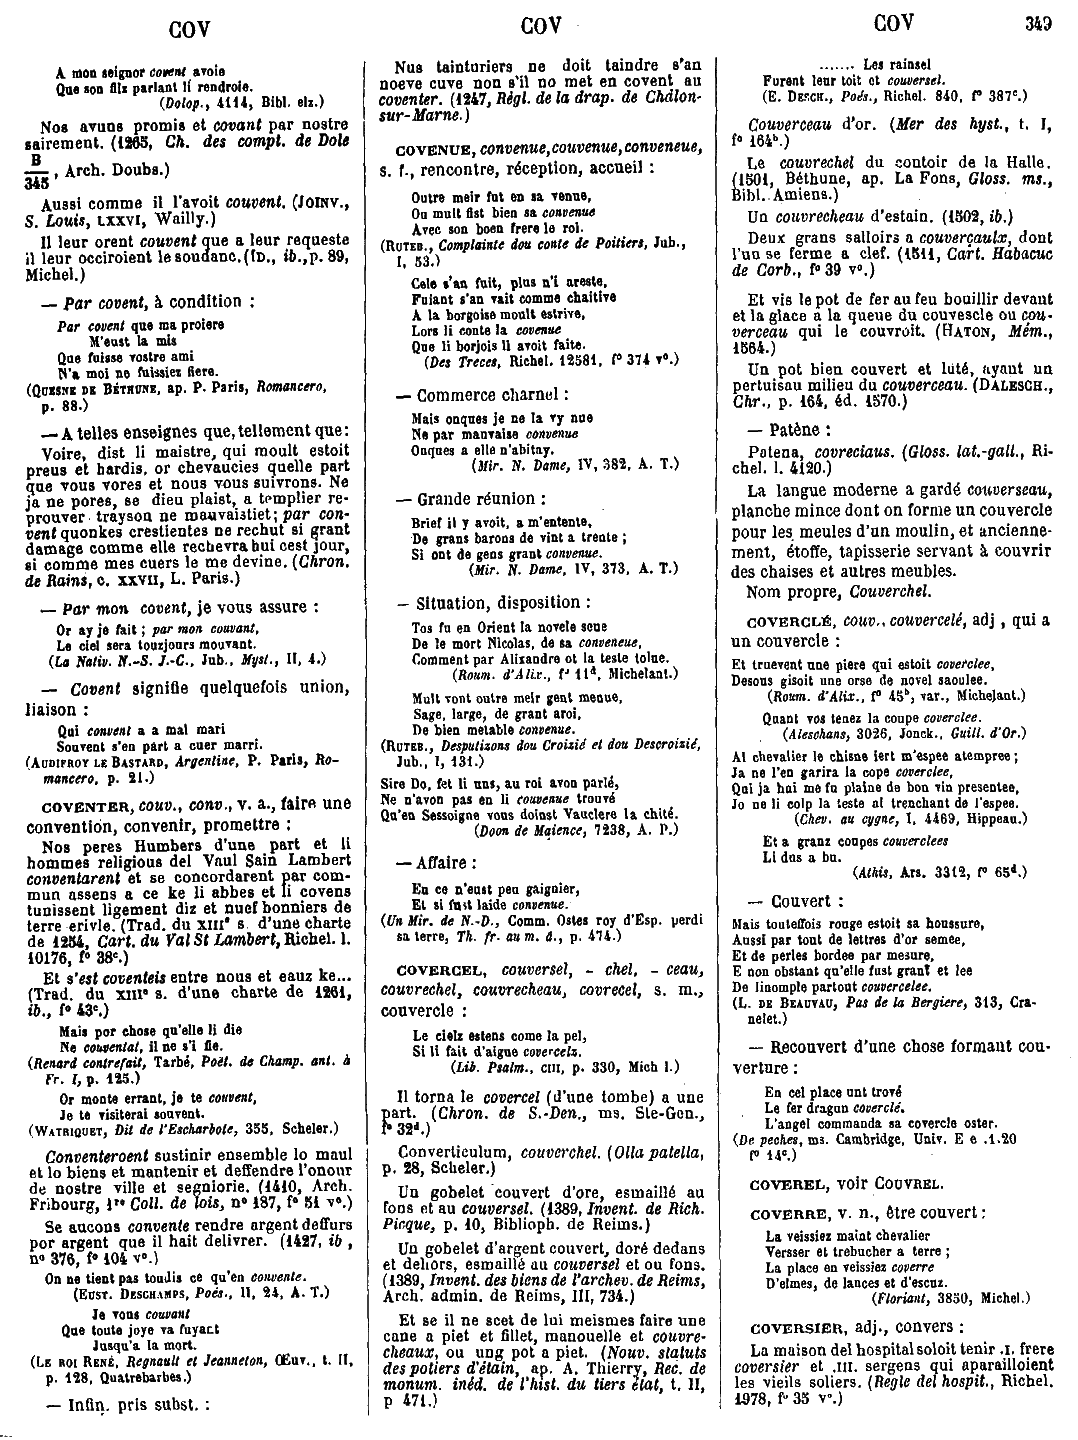 COV
COV
COV
349
A mon seignor covent avoie
Que son filz parlant li rendroie.
(Dolop., 4114, Bibl. elz.)
Nos avuns promis et covant par nostre
sairement. (1265, Ch. des compt. de Dole
B
345, Arch. Doubs.)
Aussi comme il l'avoit couvent. (JOINV.,
S. Louis, LXXVI, Wailly.)
Il leur orent couvent que a leur requeste
il leur occiroient le soudanc. (ID., ib., p. 89,
Michel.)
— Par covent, à condition :
Par covent que ma proiere
M'eust la mis
Que fuisse vostre ami
N'a moi ne fuissiez fiere.
(QUESNE DE BÉTHUNE, ap. P. Paris, Romancero,
p. 88.)
— A telles enseignes que, tellement que:
Voire, dist li maistre, qui moult estoit
preus et hardis, or chevaucies quelle part
que vous vores et nous vous suivrons. Ne
ja ne pores, se dieu plaist, a templier re-
prouver trayson ne mauvaistiet; par con-
vent quonkes crestientes ne rechut si grant
damage comme elle rechevra hui cest jour,
si comme mes cuers le me devine. (Chron.
de Rains, c. XXVII, L. Paris.)
— Par mon covent, je vous assure :
Or ay je fait ; par mon couvant,
Le ciel sera touzjours mouvant.
(La Nativ. N.-S. J.-C., Jub., Myst., II, 4.)
— Covent signifie quelquefois union,
liaison :
Qui convent a a mal mari
Souvent s'en part a cuer marri.
(AUDIFROY LE BASTARD, Argentine, P. Paris, Ro-
mancero, p. 21.)
COVENTER, couv., conv., v. a., faire une
convention, convenir, promettre :
Nos peres Humbers d'une part et li
hommes religious del Vaul Sain Lambert
conventarent et se concordarent par com-
mun assens a ce ke li abbes et li covens
tunissent ligement diz et nuef bonniers de
terre erivle. (Trad. du XIIIe s. d'une charte
de 1254, Cart. du Val St Lambert, Richel. l.
10176, f° 38c.)
Et s'est coventeis entre nous et eauz ke...
(Trad. du XIIIe s. d'une charte de 1261,
ib., f° 43c.)
Mais por chose qu'elle li die
Ne couventat, il ne s'i fie.
(Renard contrefait, Tarbé, Poët. de Champ. ant. à
Fr. I, p. 125.)
Or monte errant, je te couvent,
Je te visiterai souvent.
(WATRIQUET, Dit de l'Escharbote, 355, Scheler.)
Conventeroent sustinir ensemble lo maul
et lo biens et mantenir et deffendre l'onour
de nostre ville et segniorie. (1410, Arch.
Fribourg, 1re Coll. de lois, n° 187, f° 51 v°.)
Se aucons convente rendre argent deffurs
por argent que il hait delivrer. (1427, ib ,
n° 376, f° 104 v°.)
On ne tient pas toudis ce qu'en convente.
(EUST. DESCHAMPS, Poés., II, 24, A. T.)
Je vous couvant
Que toute joye va fuyact
Jusqu'a la mort.
(LE ROI RENÉ, Regnault et Jeanneton, Œuv., t. II,
p. 128, Quatrebarbes.)
— Infin. pris subst. :
Nus tainturiers ne doit taindre s'an
noeve cuve non s'il no met en covent au
coventer. (1247, Régl. de la drap. de Châlon-
sur-Marne.)
COVENUE, convenue, couvenue, conveneue,
s. f., rencontre, réception, accueil :
Outre meir fut en sa venue,
Ou mult fist bien sa convenue
Avec son boen frere le roi.
(RUTEB., Complainte dou conte de Poitiers, Jub.,
I, 53.)
Cele s'an fuit, plus n'i areste,
Fuiant s'an vait comme chaitive
A la borgoise moult estrive,
Lors li conte la covenue
Que li borjois li avoit faite.
(Des Treces, Richel. 12581, f° 374 v°.)
— Commerce charnel :
Mais onques je ne la vy nue
Ne par manvaise convenue
Onques a elle n'abitay.
(Mir. N. Dame, IV, 382, A. T.)
— Grande réunion :
Brief il y avoit, a m'entente,
De grans barons de vint a trente ;
Si ont de gens grant convenue.
(Mir. N. Dame, IV, 373, A. T.)
— Situation, disposition :
Tos fu en Orient la novele seue
De le mort Nicolas, de sa conveneue,
Comment par Alixandre ot la teste tolue.
(Roum. d'Alix., f° 11d, Michelant.)
Mult vont outre meir gent menue,
Sage, large, de grant aroi,
De bien metable convenue.
(RUTEB., Desputizons dou Croizié et dou Descroizié,
Jub., I, 131.)
Sire Do, fet li uns, au roi avon parlé,
Ne n'avon pas en li couvenue trouvé
Qu'en Sessoigne vous doinst Vauclere la chité.
(Doon de Maience, 7238, A. P.)
— Affaire :
En ce n'eust peu gaignier,
Et si fust laide convenue.
(Un Mir. de N.-D., Comm. Ostes roy d'Esp. perdi
sa terre, Th. fr. au m. â., p. 474.)
COVERCEL, couversel, - chel, - ceau,
couvrechel, couvrecheau, covrecel, s. m.,
couvercle :
Le cielz estens come la pel,
Si li fait d'aigue covercelz.
(Lib. Psalm., CIII, p. 330, Mich l.)
Il torna le covercel (d'une tombe) a une
part. (Chron. de S.-Den., ms. Ste-Gen.,
f° 32d.)
Converticulum, couverchel. (Olla patella,
p. 28, Scheler.)
Un gobelet couvert d'ore, esmaillé au
fons et au couversel. (1389, Invent. de Rich.
Picque, p. 10, Biblioph. de Reims.)
Un gobelet d'argent couvert, doré dedans
et dehors, esmaillé au couversel et ou fons.
(1389, Invent. des biens de l'archev. de Reims,
Arch. admin. de Reims, III, 734.)
Et se il ne scet de lui meismes faire une
cane a piet et fillet, manouelle et couvre-
cheaux, ou ung pot a piet. (Nouv. statuts
des potiers d'étain, ap. A. Thierry, Rec. de
monum. inéd. de l'hist. du tiers état, t. II,
p 471.)
....... Les rainsel
Furent leur toit et couversel.
(E. DESCH., Poés., Richel. 840, f° 387c.)
Couverceau d'or. (Mer des hyst., t. I,
f° 164b.)
Le couvrechel du contoir de la Halle.
(1501, Béthune, ap. La Fons, Gloss. ms.,
Bibl. Amiens.)
Un couvrecheau d'estain. (1502, ib.)
Deux grans salloirs a couverçaulx, dont
l'un se ferme a clef. (1511, Cart. Habacuc
de Corb., f° 39 v°.)
Et vis le pot de fer au feu bouillir devant
et la glace a la queue du couvescle ou cou-
verceau qui le couvroit. (HATON, Mém.,
1564.)
Un pot bien couvert et luté, ayant un
pertuisau milieu du couverceau. (DALESCH.,
Chr., p. 164, éd. 1570.)
— Patène :
Potena, covreciaus. (Gloss. lat.-gall., Ri-
chel. l. 4120.)
La langue moderne a gardé couverseau,
planche mince dont on forme un couvercle
pour les meules d'un moulin, et ancienne-
ment, étoffe, tapisserie servant à couvrir
des chaises et autres meubles.
Nom propre, Couverchel.
COVERCLÉ, couv., couvercelé, adj , qui a
un couvercle :
Et truevent une piere qui estoit coverclee,
Desous gisoit une orse de novel saoulee.
(Roum. d'Alix., f° 45b, var., Michelant.)
Quant vos tenez la coupe coverclee.
(Aleschans, 3026, Jonck., Guill. d'Or.)
Al chevalier le chisne iert m'espee atempree ;
Ja ne l'en garira la cope coverclee,
Qui ja hui me fu plaine de bon vin presentee,
Jo ne li colp la teste al trenchant de l'espee.
(Chev. au cygne, I, 4469, Hippeau.)
Et a granz coupes couverclees
Li dus a bu.
(Athis, Ars. 3312, f° 65d.)
— Couvert :
Mais touteffois rouge estoit sa houssure,
Aussi par tout de lettres d'or semee,
Et de perles bordee par mesure,
E non obstant qu'elle fust grant et lee
De linomple partout couvercelee.
(L. DE BEAUVAU, Pas de la Bergiere, 313, Cra-
pelet.)
— Recouvert d'une chose formant cou-
verture :
En cel place unt trové
Le fer dragun coverclé.
L'angel commanda sa covercle oster.
(De peches, ms. Cambridge, Univ. E e .1.20
f° 14c.)
COVEREL, voir COUVREL.
COVERRE, v. n., être couvert :
La veissiez maint chevalier
Versser et trebucher a terre ;
La place en veissiez coverre
D'elmes, de lances et d'escuz.
(Floriant, 3850, Michel.)
COVERSIER, adj., convers :
La maison del hospital soloit tenir .I. frere
coversier et .III. sergens qui aparailloient
les vieils soliers. (Regle del hospit., Richel.
1978, f° 35 v°.)